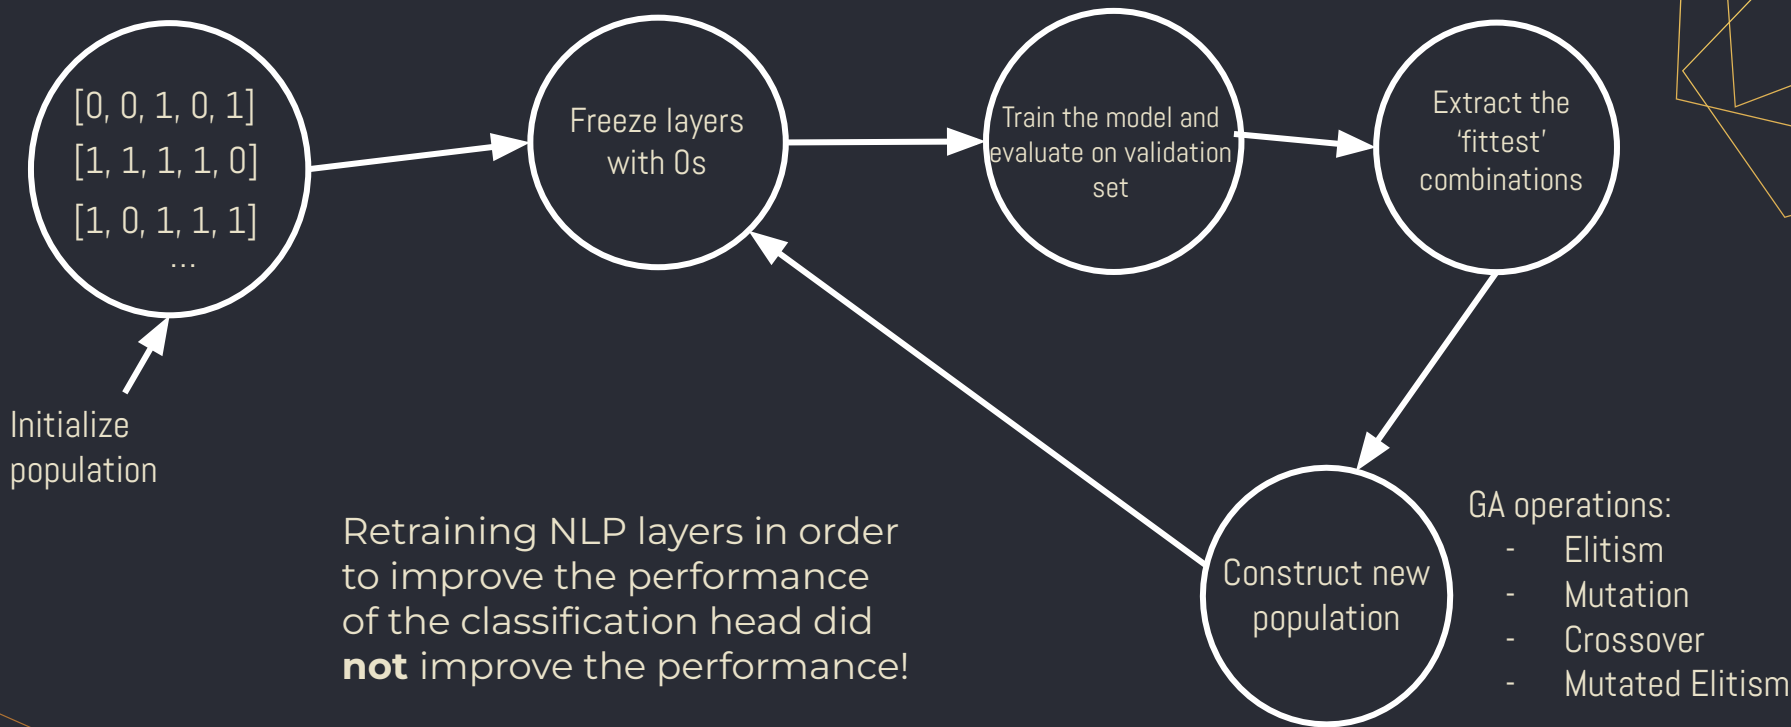 [0, 0, 1, 0, 1]
[1, 1, 1, 1, 0]
[1, 0, 1, 1, 1]
...
Initialize
population
Freeze layers
with 0s
Train the model and
evaluate on validation
set
Extract the
‘fittest’
combinations
Construct new
population
GA operations:
- Elitism
- Mutation
- Crossover
- Mutated Elitism
Retraining NLP layers in order
to improve the performance
of the classification head did
not improve the performance!